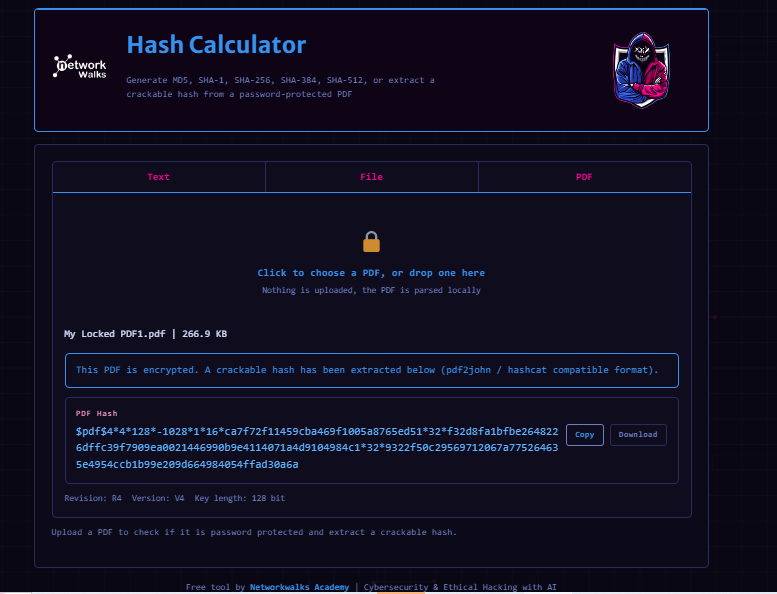 network
Walks
Hash Calculator
Generate MD5, SHA-1, SHA-256, SHA-384, SHA-512, or extract a
crackable hash from a password-protected PDF
Text
File
PDF
Click to choose a PDF, or drop one here
Nothing is uploaded, the PDF is parsed locally
My Locked PDF1.pdf | 266.9 KB
This PDF is encrypted. A crackable hash has been extracted below (pdf2john / hashcat compatible format).
PDF Hash
$pdf$4*4*128*-1028*1*16*ca7f72f11459cba469f1005a8765ed51*32*f32d8fa1bfbe264822
6dffc39f7909ea0021446990b9e4114071a4d9104984c1*32*9322f50c29569712067a77526463
5e4954ccb1b99e209d664984054ffad30a6a
Copy
Download
Revision: R4 Version: V4 Key length: 128 bit
Upload a PDF to check if it is password protected and extract a crackable hash.
Free tool by Networkwalks Academy | Cybersecurity & Ethical Hacking with AI